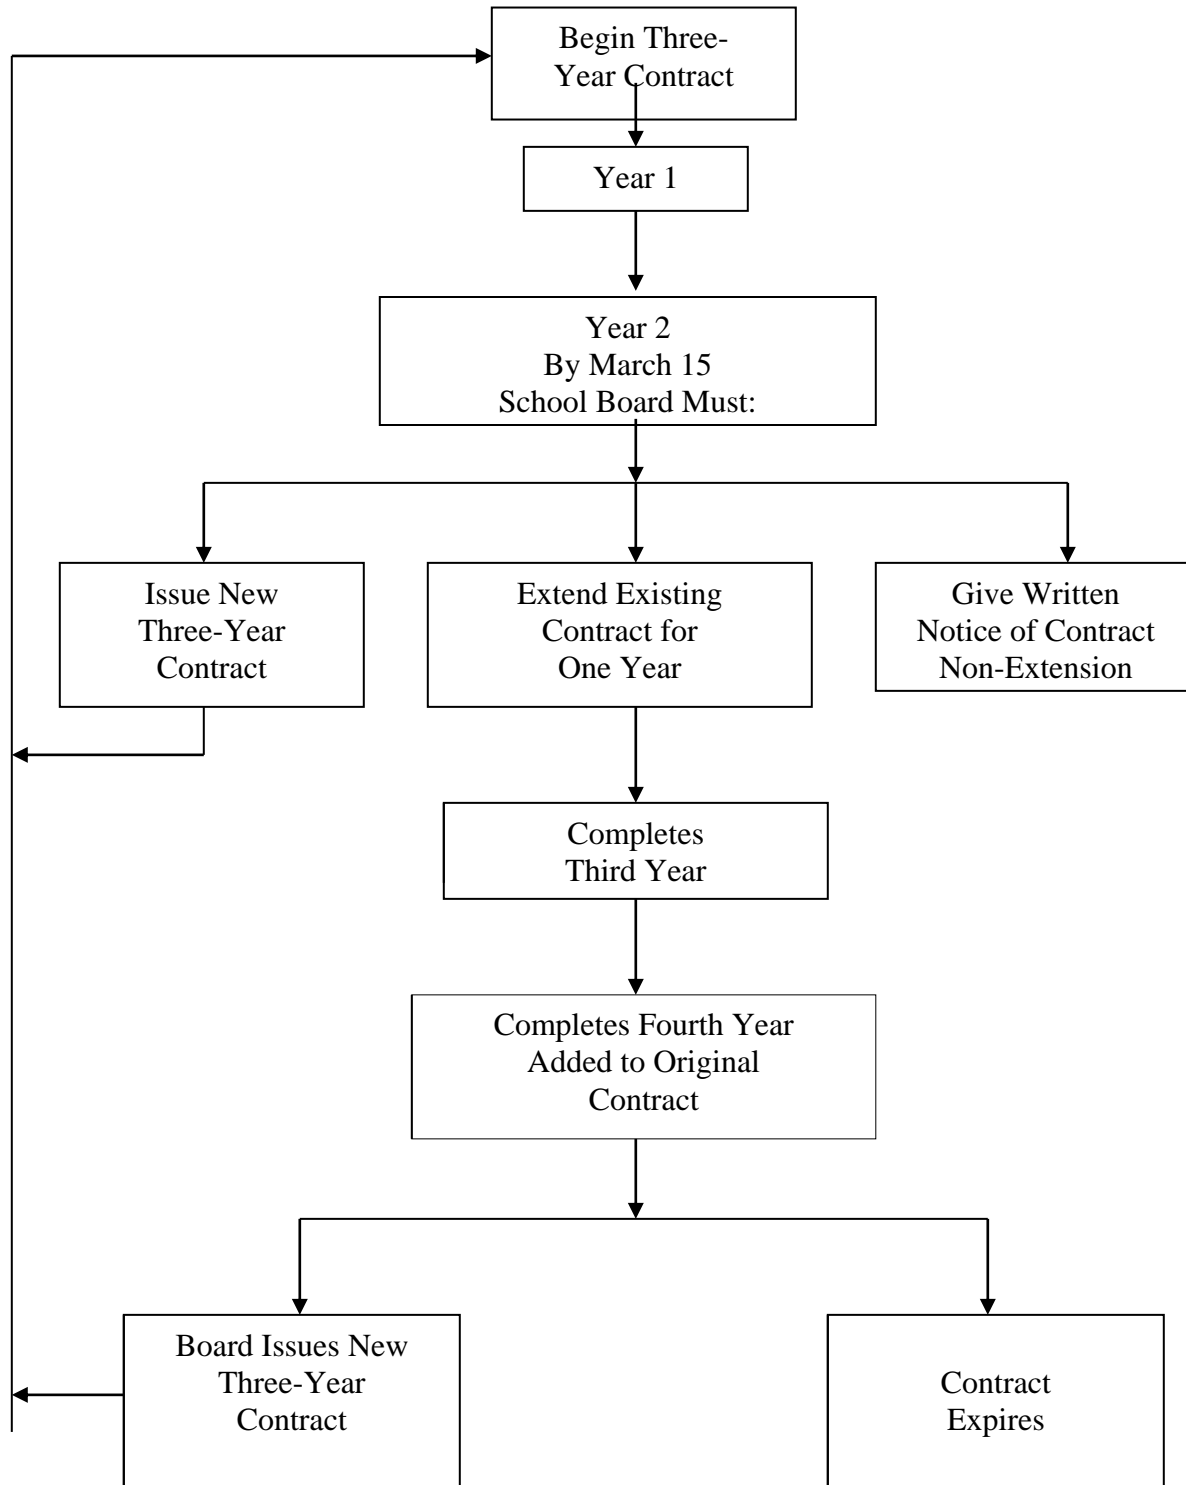 Begin Three-
Year Contract
Year 1
Year 2
By March 15
School Board Must:
Issue New
Three-Year
Contract
Extend Existing
Contract for
One Year
Give Written
Notice of Contract
Non-Extension
Completes
Third Year
Completes Fourth Year
Added to Original
Contract
Board Issues New
Three-Year
Contract
Contract
Expires